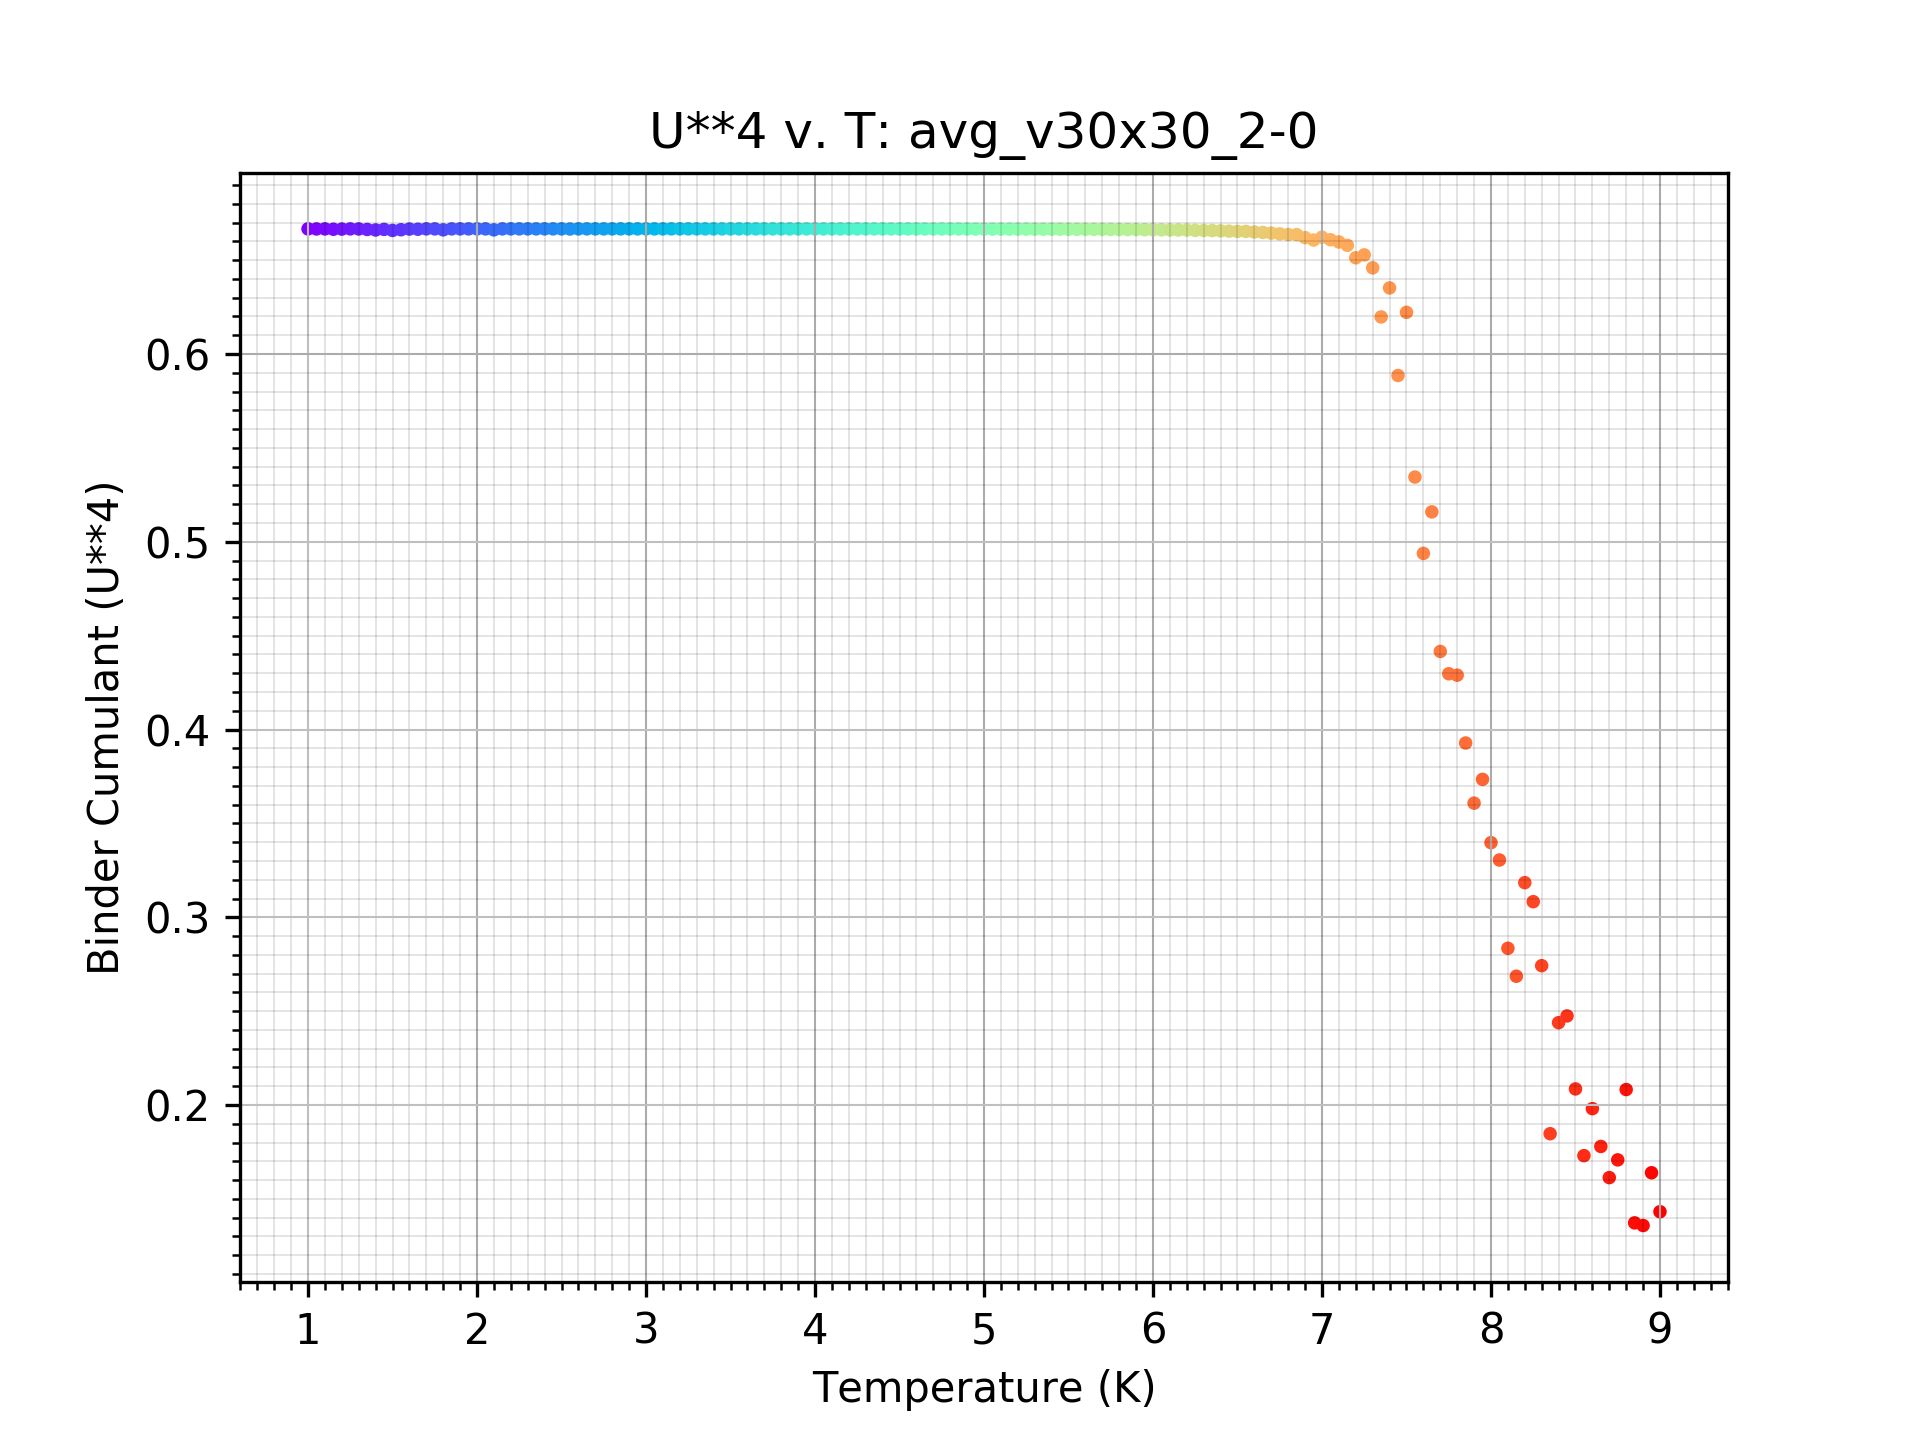 U**4 v. T: avg_v30x30_2-0
Binder Cumulant (U**4)
0.6
0.5
0.4
0.3
0.2
1 2 3 4 5 6 7 8 9
Temperature (K)